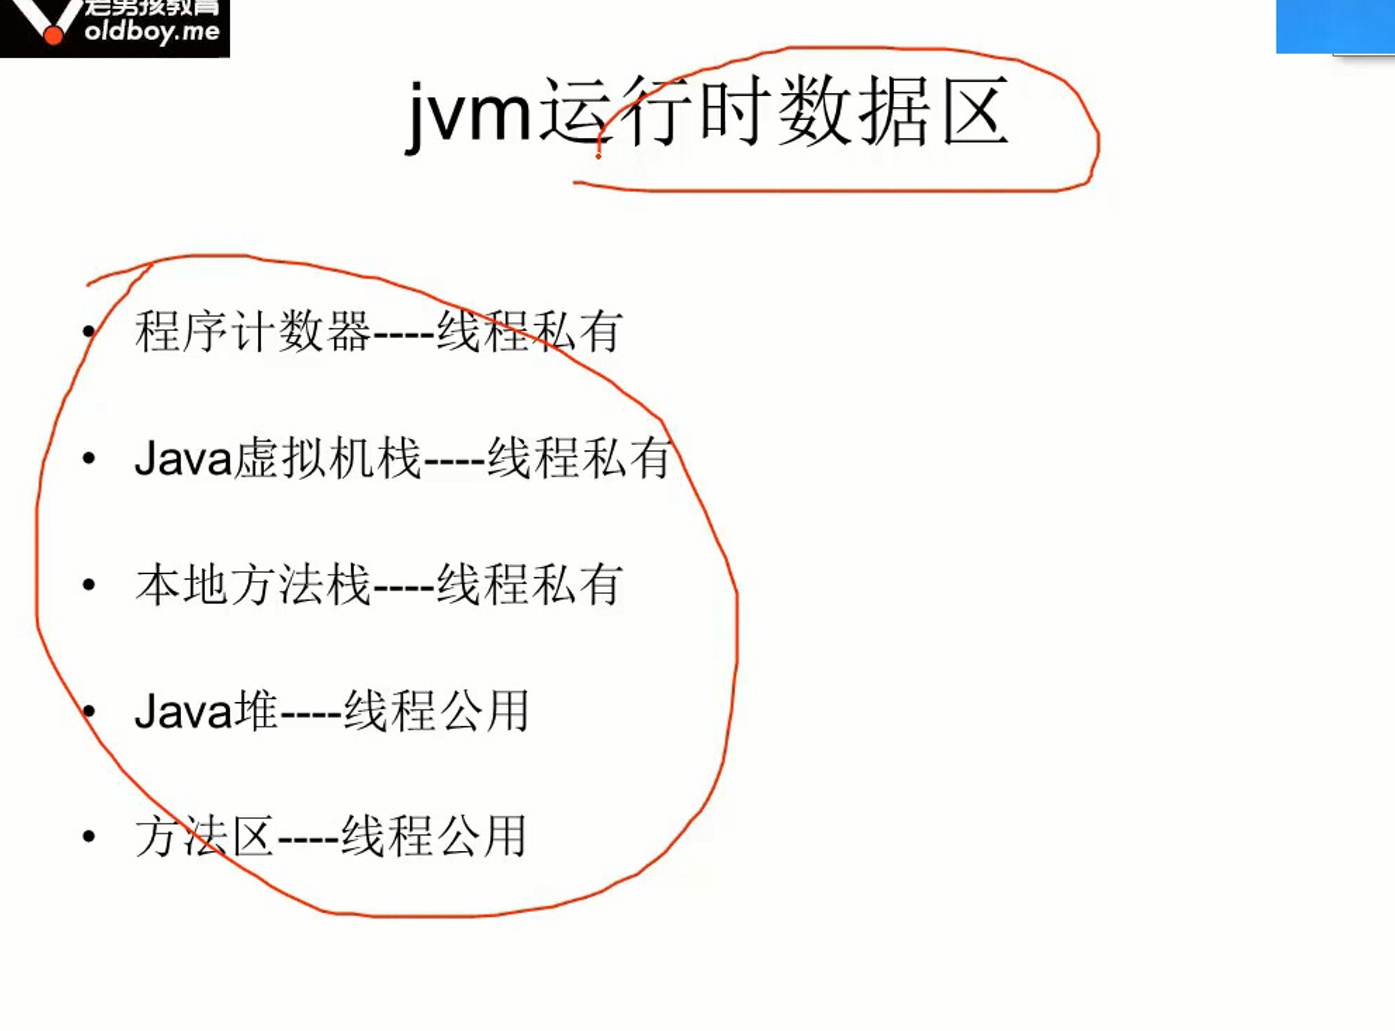 老男孩教育
oldboy.me
jvm运行时数据区
• 程序计数器----线程私有
• Java虚拟机栈----线程私有
• 本地方法栈----线程私有
• Java堆----线程公用
• 方法区----线程公用